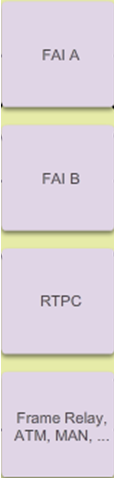 FAI A
FAI B
RTPC
Frame Relay,
ATM, MAN, ...